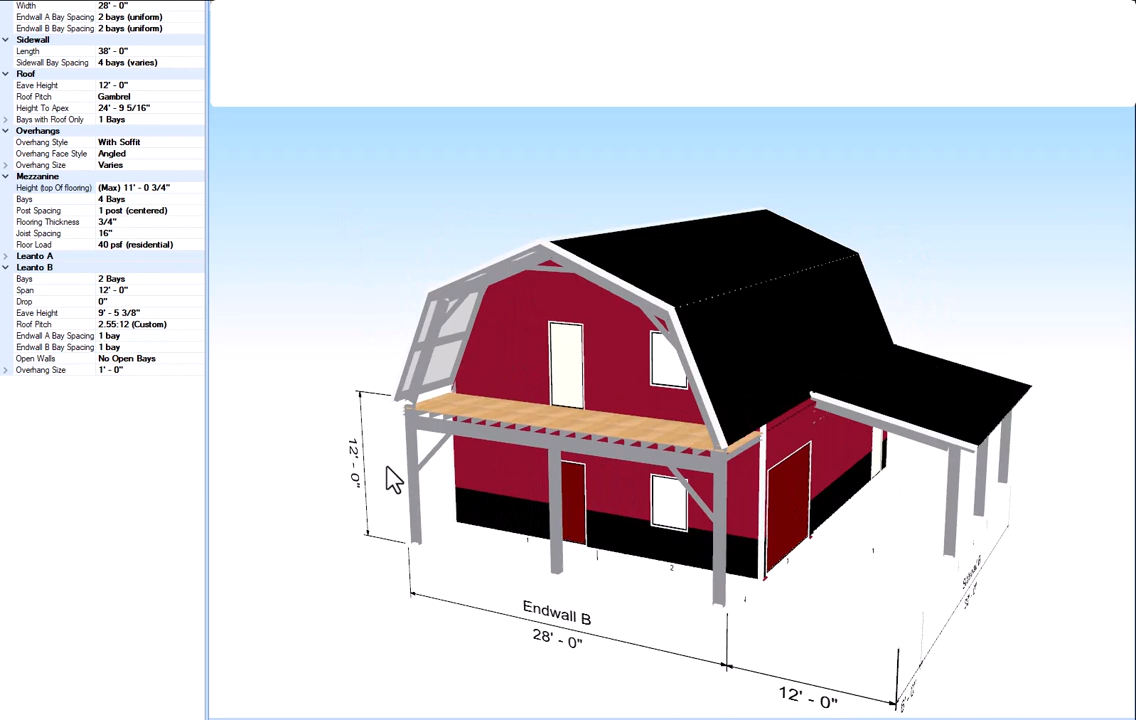 Width 28' - 0"
Endwall A Bay Spacing 2 bays (uniform)
Endwall B Bay Spacing 2 bays (uniform)
Sidewall
Length 38' - 0"
Sidewall Bay Spacing 4 bays (varies)
Roof
Eave Height 12' - 0"
Roof Pitch Gambrel
Height To Apex 24' - 9 5/16"
Bays with Roof Only 1 Bays
Overhangs
Overhang Style With Soffit
Overhang Face Style Angled
Overhang Size Varies
Mezzanine
Height (top Of flooring) (Max) 11' - 0 3/4"
Bays 4 Bays
Post Spacing 1 post (centered)
Flooring Thickness 3/4"
Joist Spacing 16"
Floor Load 40 psf (residential)
Leanto A
Leanto B
Bays 2 Bays
Span 12' - 0"
Drop 0"
Eave Height 9' - 5 3/8"
Roof Pitch 2.55:12 (Custom)
Endwall A Bay Spacing 1 bay
Endwall B Bay Spacing 1 bay
Open Walls No Open Bays
Overhang Size 1' - 0"
12' - 0"
Endwall B
28' - 0"
12' - 0"